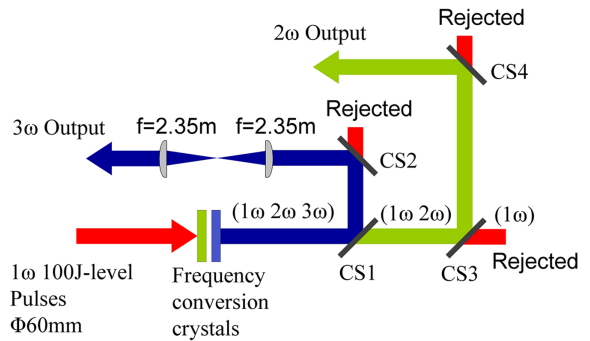 Rejected
2ω Output
CS4
Rejected
f=2.35m
f=2.35m
3ω Output
CS2
(1ω 2ω 3ω)
(1ω 2ω)
(1ω)
CS1
CS3
Rejected
1ω 100J-level
Pulses
Φ60mm
Frequency
conversion
crystals